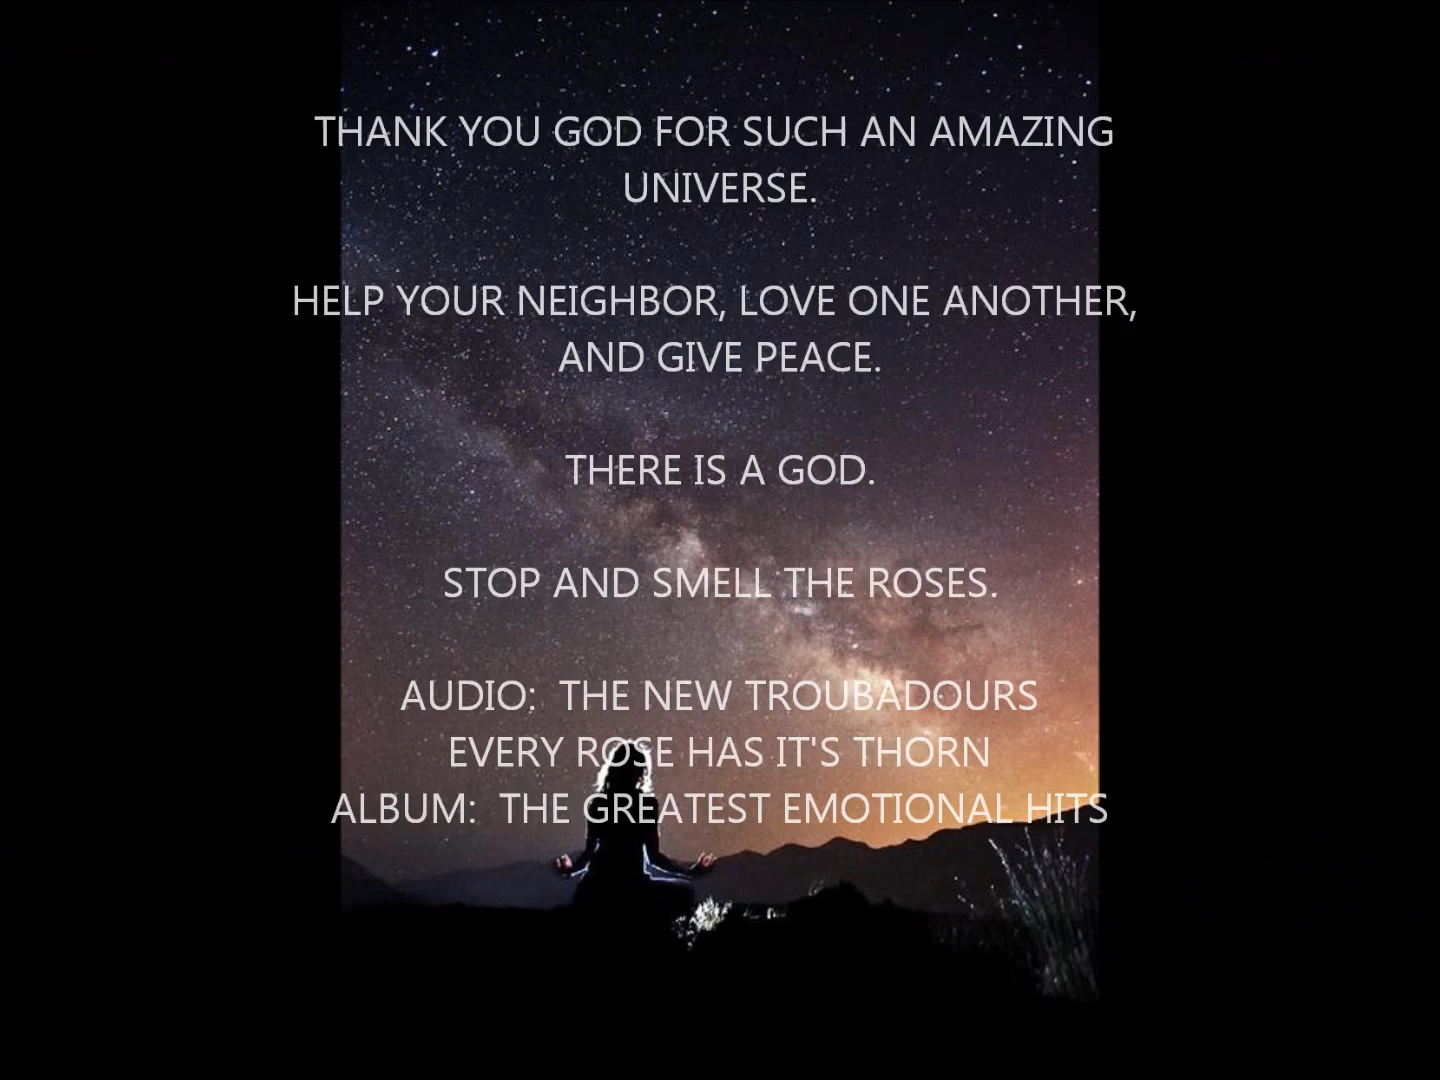 THANK YOU GOD FOR SUCH AN AMAZING
UNIVERSE.
HELP YOUR NEIGHBOR, LOVE ONE ANOTHER,
AND GIVE PEACE.
THERE IS A GOD.
STOP AND SMELL THE ROSES.
AUDIO:  THE NEW TROUBADOURS
EVERY ROSE HAS IT'S THORN
ALBUM:  THE GREATEST EMOTIONAL HITS